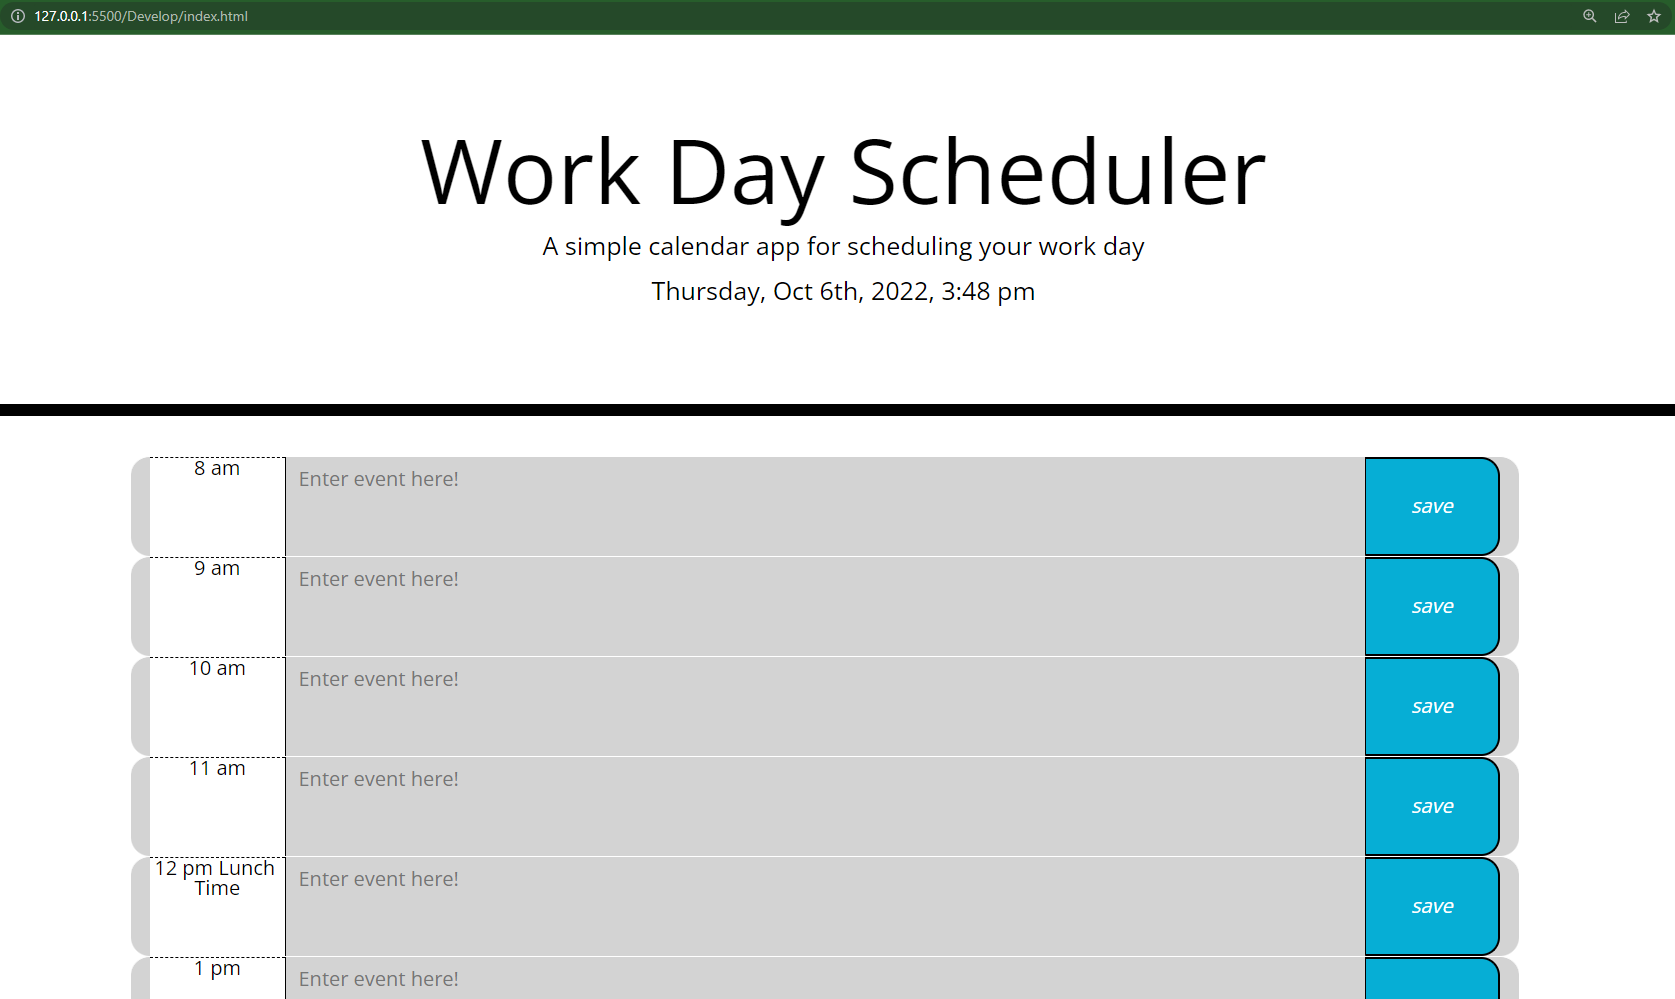 127.0.0.1:5500/Develop/index.html
Work Day Scheduler
A simple calendar app for scheduling your work day
Thursday, Oct 6th, 2022, 3:48 pm
8 am
Enter event here!
save
9 am
Enter event here!
save
10 am
Enter event here!
save
11 am
Enter event here!
save
12 pm Lunch
Time
Enter event here!
save
1 pm
Enter event here!